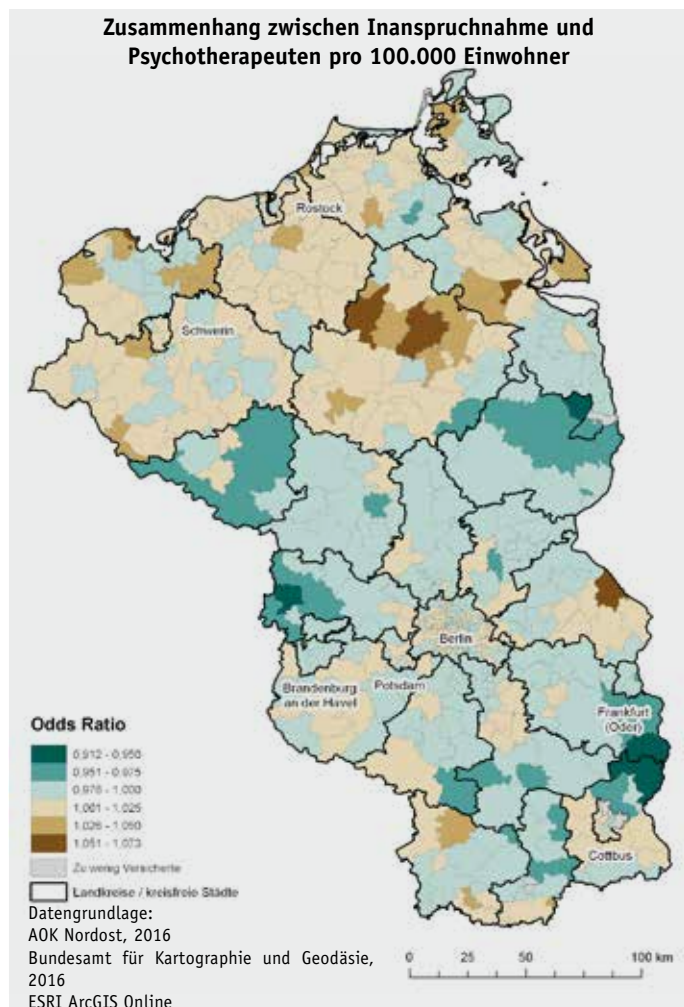 Zusammenhang zwischen Inanspruchnahme und
Psychotherapeuten pro 100.000 Einwohner
Rostock
Schwerin
Berlin
Brandenburg
an der Havel
Potsdam
Frankfurt
(Oder)
Cottbus
Odds Ratio
0,912 - 0,950
0,951 - 0,975
0,976 - 1,000
1,001 - 1,025
1,026 - 1,050
1,051 - 1,073
Zu wenig Versicherte
Landkreise / kreisfreie Städte
Datengrundlage:
AOK Nordost, 2016
Bundesamt für Kartographie und Geodäsie,
2016
ESRI ArcGIS Online
0 25 50 100 km